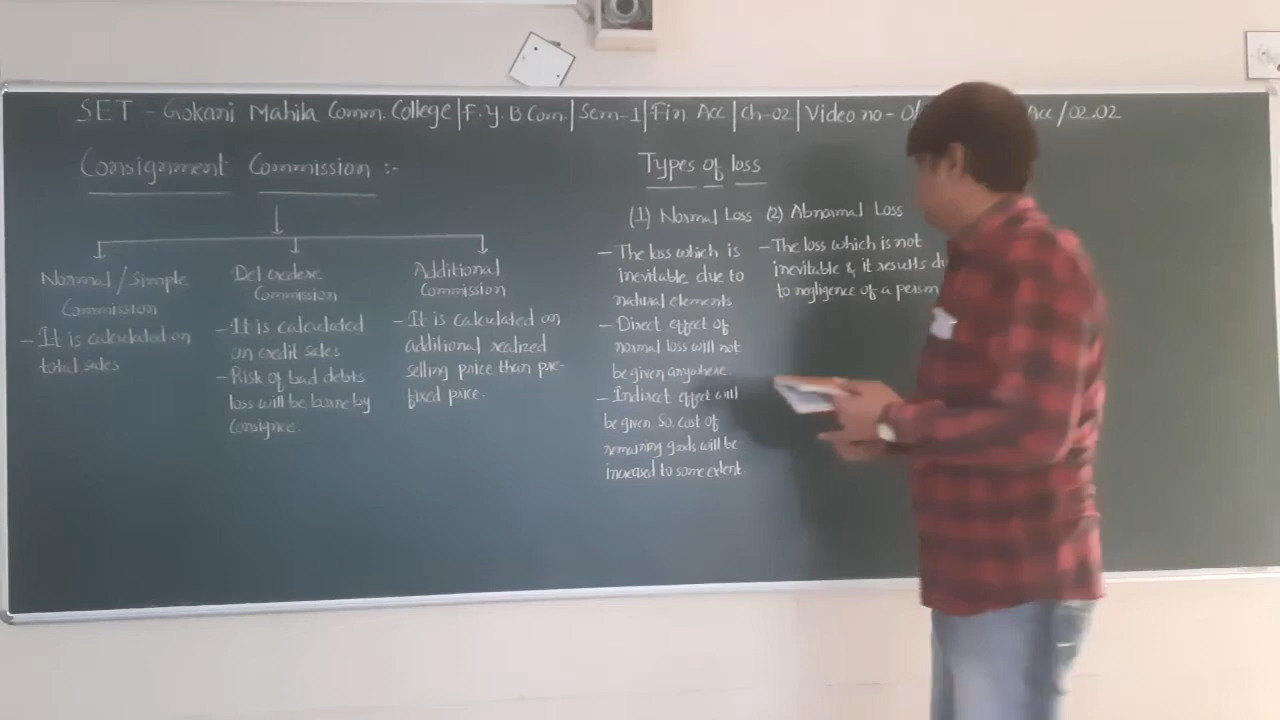 SET - Gokani Mahila Comm. College | F. Y. B Com. | Sem-1 | Fin Acc | Ch-02 | Video no - 0 Acc / 02.02
Consignment Commission :-
Normal / Simple
Commission
- It is calculated on
total sales
Del credere
Commission
- It is calculated
on credit sales
- Risk of bad debts
loss will be borne by
consignee.
Additional
Commission
- It is calculated on
additional realized
selling price than pre-
fixed price.
Types of loss
(1) Normal Loss
- The loss which is
inevitable due to
natural elements
- Direct effect of
normal loss will not
be given anywhere
- Indirect effect will
be given so, cost of
remaining goods will be
increased to some extent.
(2) Abnormal Loss
- The loss which is not
inevitable & it results du
to negligence of a person